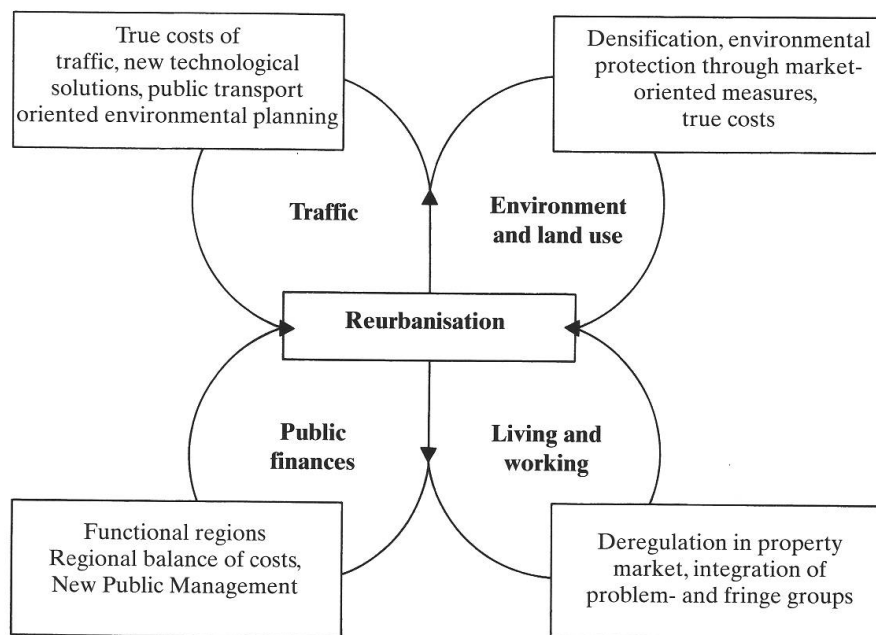 True costs of
traffic, new technological
solutions, public transport
oriented environmental planning
Densification, environmental
protection through market-
oriented measures,
true costs
Traffic
Environment
and land use
Reurbanisation
Public
finances
Living and
working
Functional regions
Regional balance of costs,
New Public Management
Deregulation in property
market, integration of
problem- and fringe groups